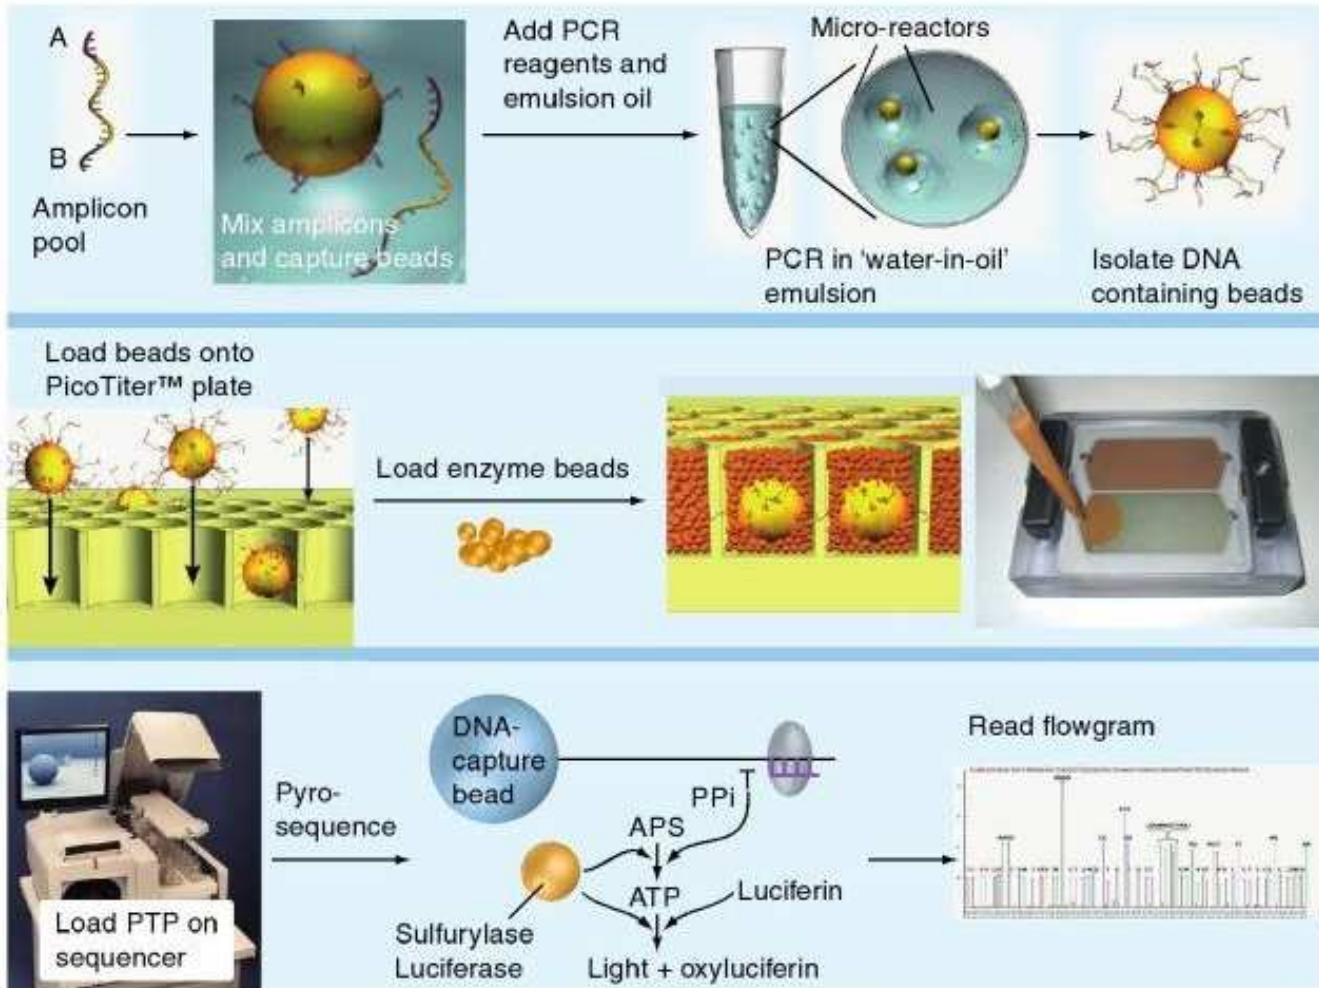 A
B
Amplicon
pool
Mix amplicons
and capture beads
Add PCR
reagents and
emulsion oil
Micro-reactors
PCR in ‘water-in-oil’
emulsion
Isolate DNA
containing beads
Load beads onto
PicoTiter™ plate
Load enzyme beads
Load PTP on
sequencer
Pyro-
sequence
DNA-
capture
bead
PPi
APS
ATP
Luciferin
Sulfurylase
Luciferase
Light + oxyluciferin
Read flowgram